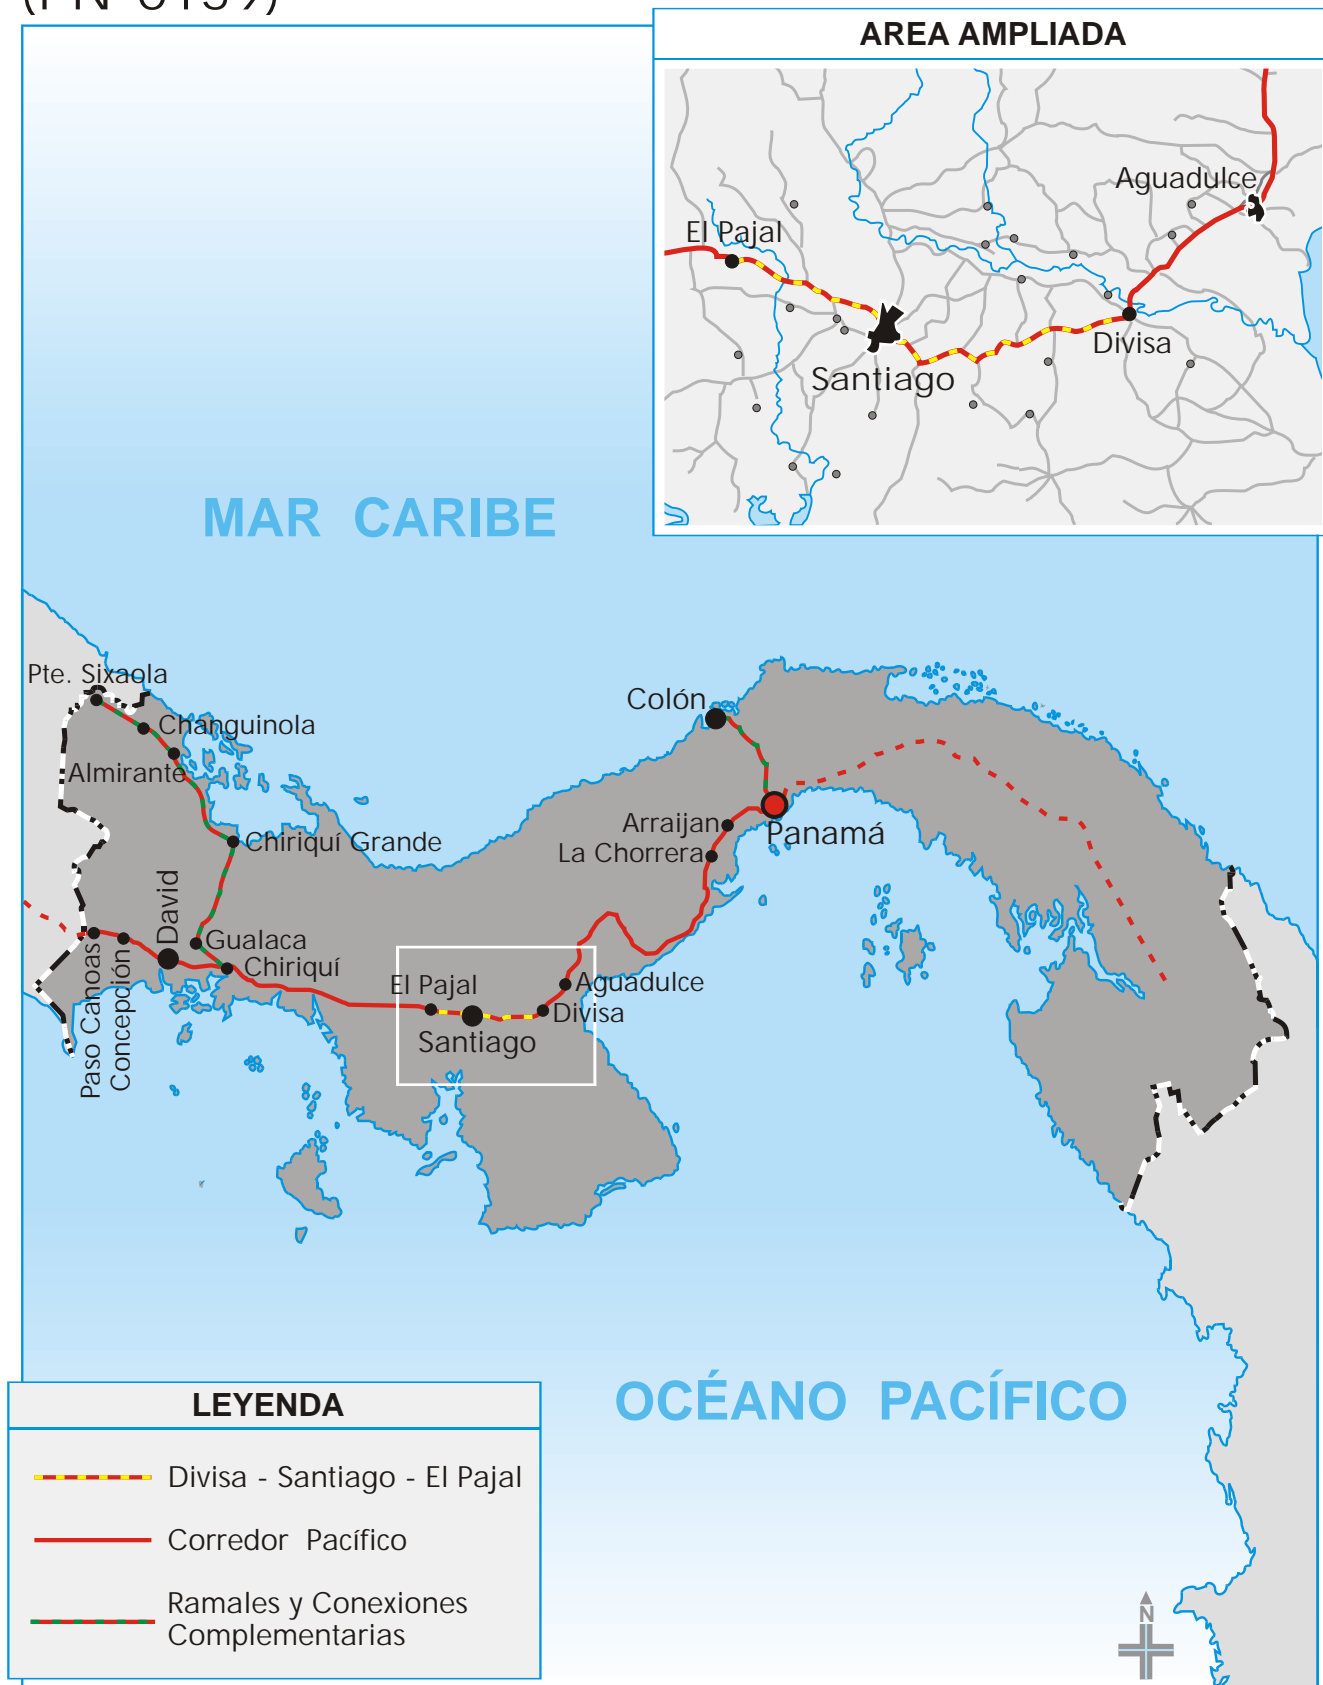 AREA AMPLIADA
Aguadulce
El Pajal
Divisa
Santiago
MAR CARIBE
Pte. Sixaola
Changuinola
Almirante
Colón
Chiriquí Grande
Arraijan
Panamá
La Chorrera
David
Gualaca
Chiriquí
Paso Canoas
Concepción
El Pajal
Aguadulce
Divisa
Santiago
OCÉANO PACÍFICO
LEYENDA
Divisa - Santiago - El Pajal
Corredor Pacífico
Ramales y Conexiones
Complementarias
N